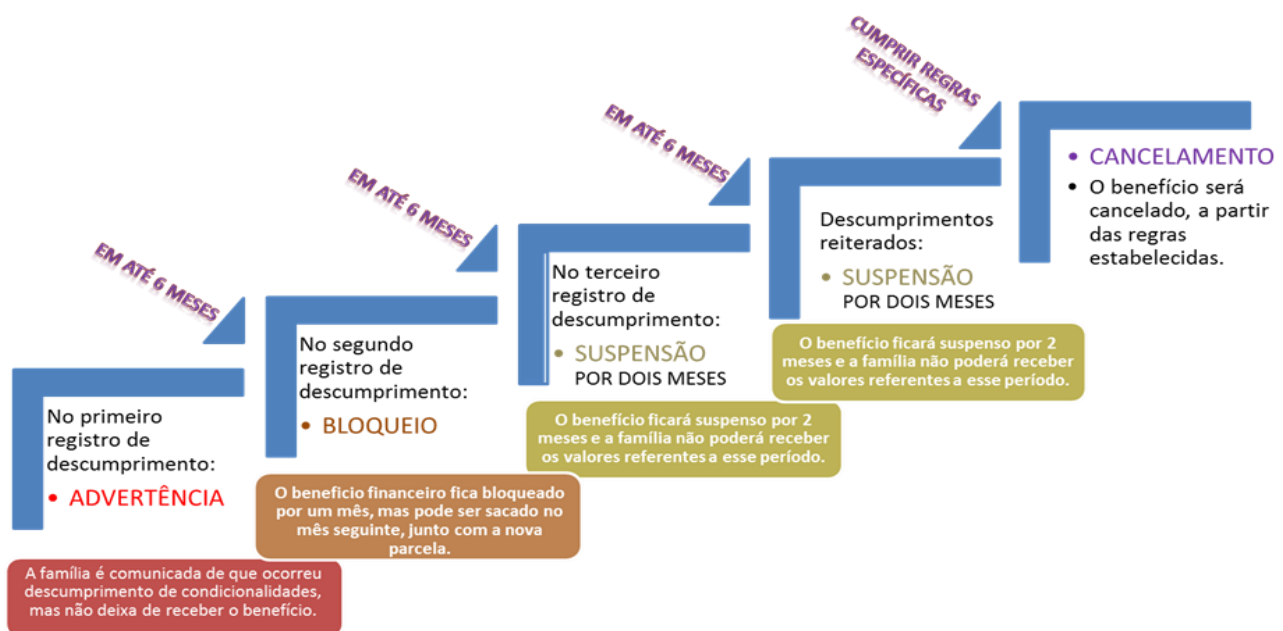 No primeiro
registro de
descumprimento:
• ADVERTÊNCIA
A família é comunicada de que ocorreu
descumprimento de condicionalidades,
mas não deixa de receber o benefício.
EM ATÉ 6 MESES
No segundo
registro de
descumprimento:
• BLOQUEIO
O beneficio financeiro fica bloqueado
por um mês, mas pode ser sacado no
mês seguinte, junto com a nova
parcela.
EM ATÉ 6 MESES
No terceiro
registro de
descumprimento:
• SUSPENSÃO
POR DOIS MESES
O benefício ficará suspenso por 2
meses e a família não poderá receber
os valores referentes a esse período.
EM ATÉ 6 MESES
Descumprimentos
reiterados:
• SUSPENSÃO
POR DOIS MESES
O benefício ficará suspenso por 2
meses e a família não poderá receber
os valores referentes a esse período.
CUMPRIR REGRAS
ESPECÍFICAS
• CANCELAMENTO
• O benefício será
cancelado, a partir
das regras
estabelecidas.